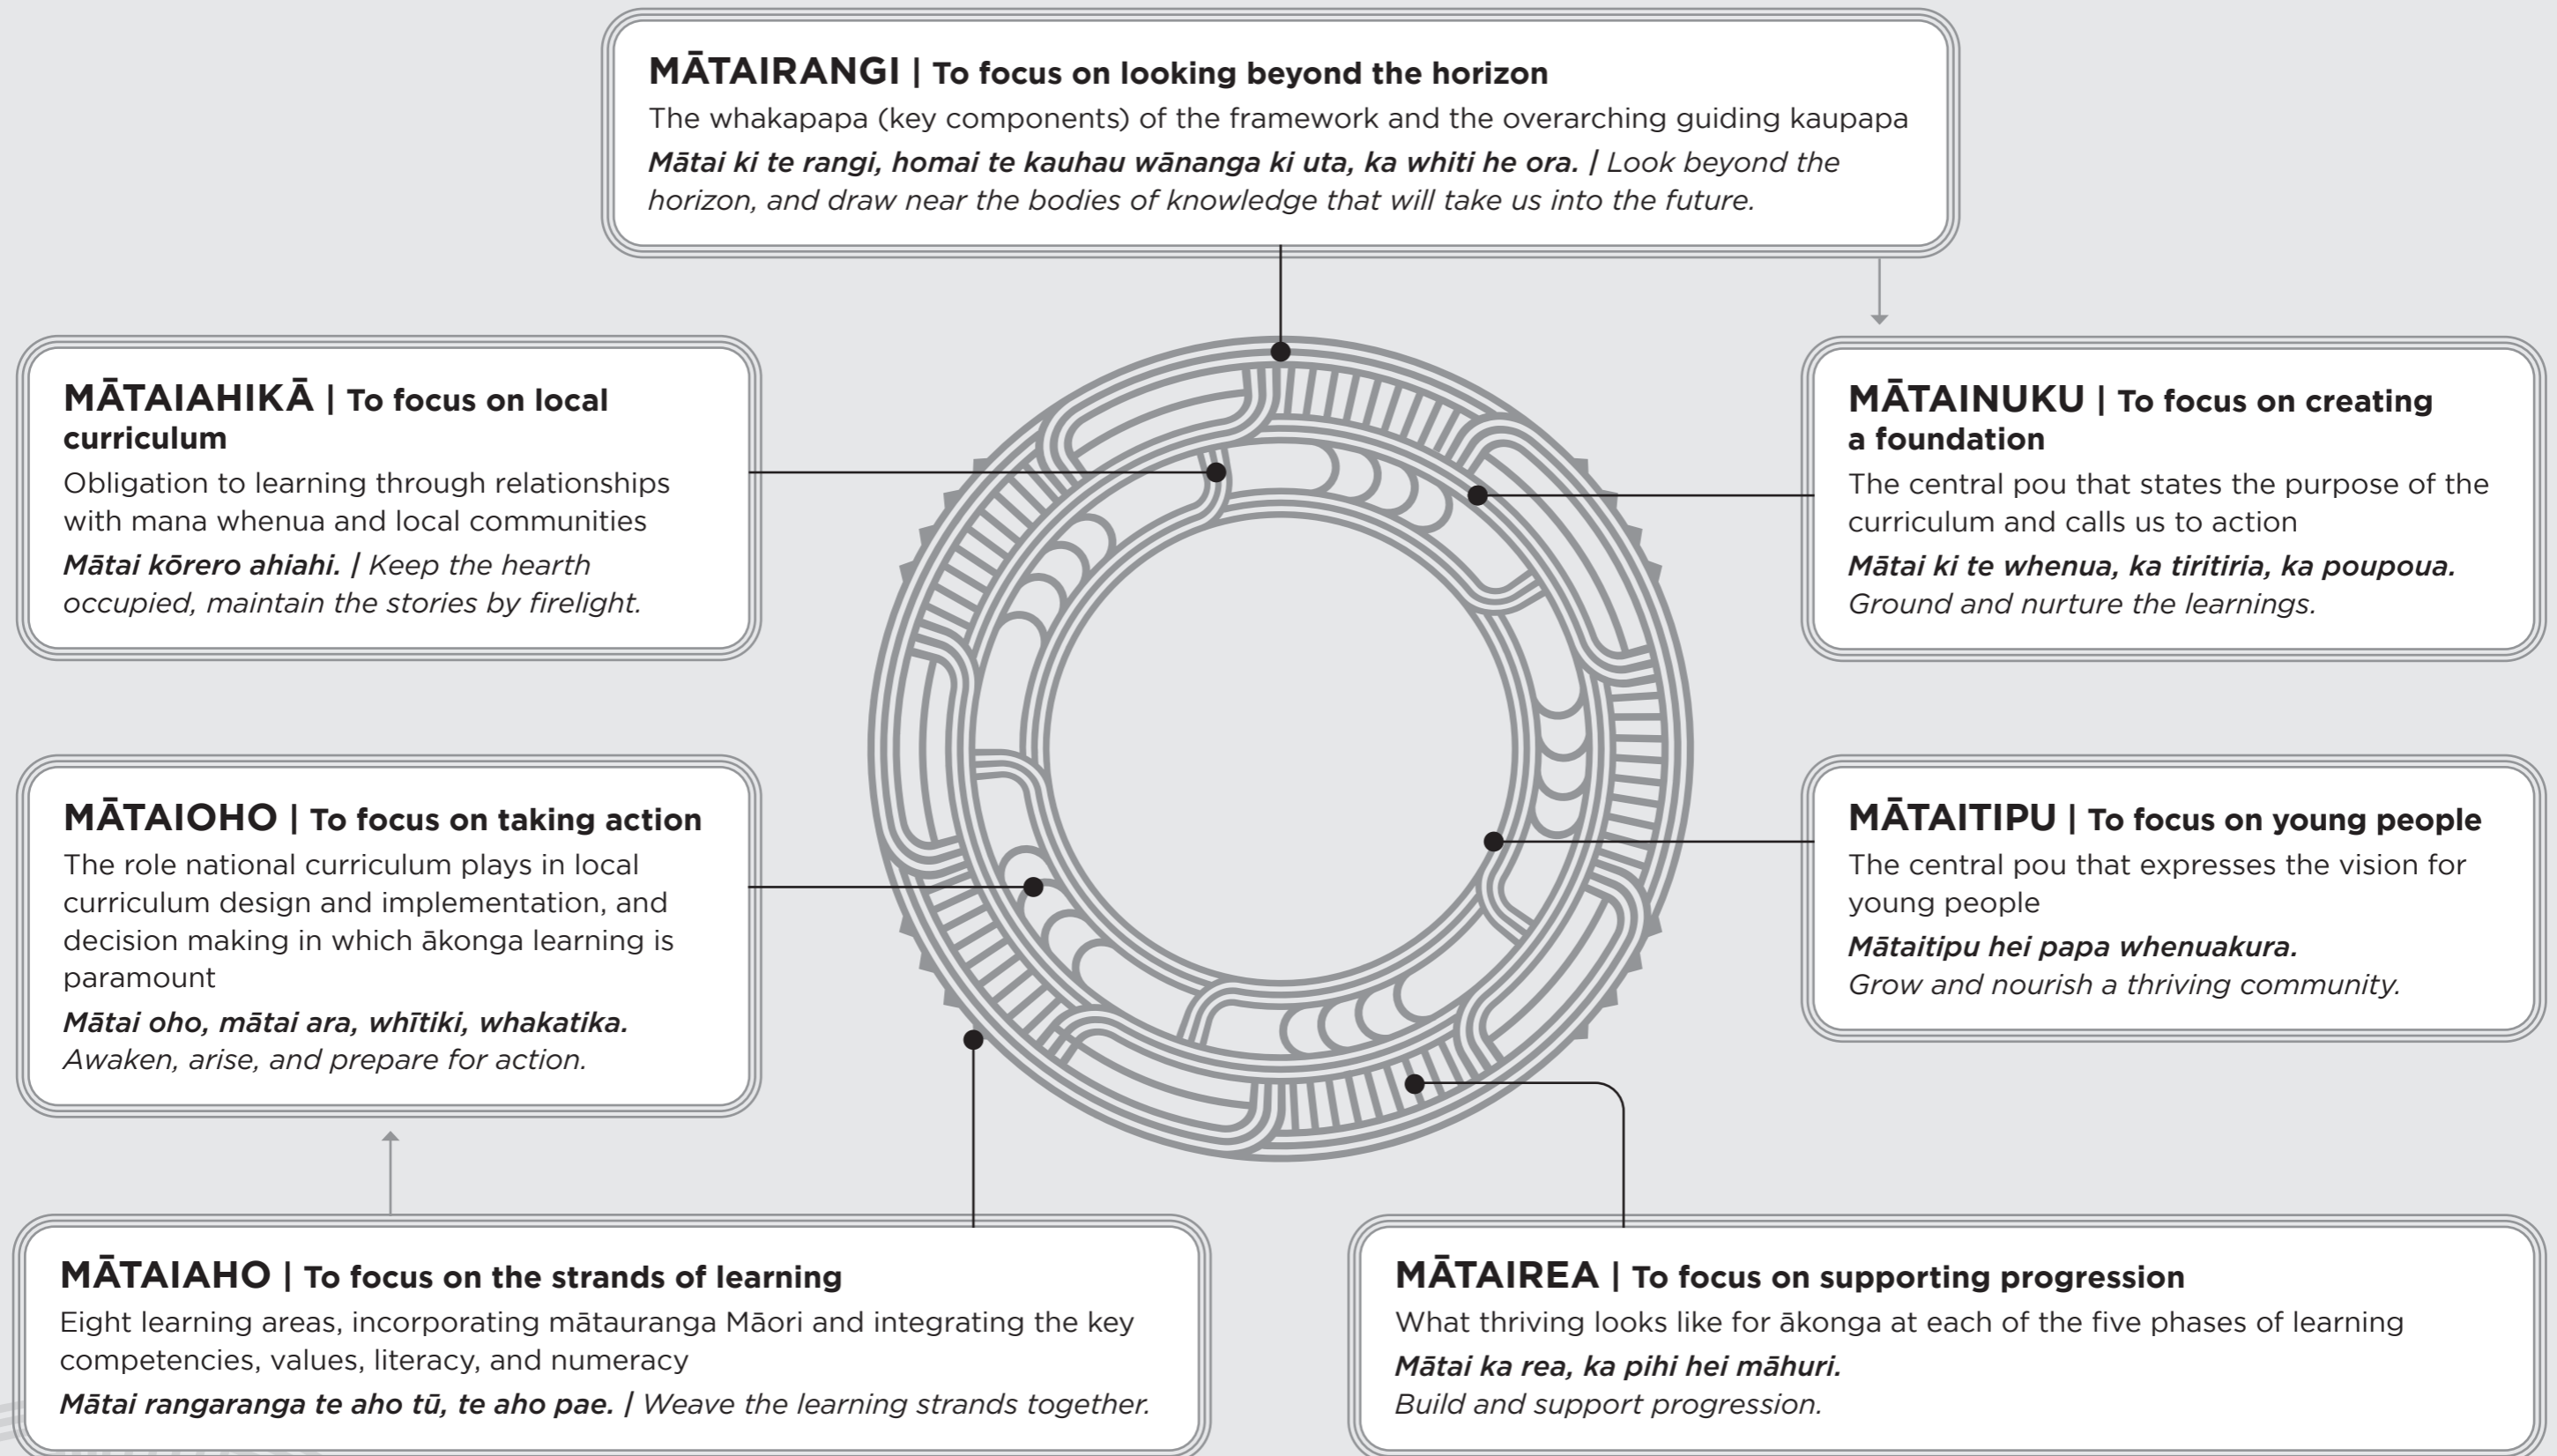 MĀTAIRANGI | To focus on looking beyond the horizon
The whakapapa (key components) of the framework and the overarching guiding kaupapa
Mātai ki te rangi, homai te kauhau wānanga ki uta, ka whiti he ora. | Look beyond the
horizon, and draw near the bodies of knowledge that will take us into the future.
MĀTAINUKU | To focus on creating
a foundation
The central pou that states the purpose of the
curriculum and calls us to action
Mātai ki te whenua, ka tiritiria, ka poupoua.
Ground and nurture the learnings.
MĀTAITIPU | To focus on young people
The central pou that expresses the vision for
young people
Mātaitipu hei papa whenuakura.
Grow and nourish a thriving community.
MĀTAIREA | To focus on supporting progression
What thriving looks like for ākonga at each of the five phases of learning
Mātai ka rea, ka pihi hei māhuri.
Build and support progression.
MĀTAIAHO | To focus on the strands of learning
Eight learning areas, incorporating mātauranga Māori and integrating the key
competencies, values, literacy, and numeracy
Mātai rangaranga te aho tū, te aho pae. | Weave the learning strands together.
MĀTAIOHO | To focus on taking action
The role national curriculum plays in local
curriculum design and implementation, and
decision making in which ākonga learning is
paramount
Mātai oho, mātai ara, whītiki, whakatika.
Awaken, arise, and prepare for action.
MĀTAIAHIKĀ | To focus on local
curriculum
Obligation to learning through relationships
with mana whenua and local communities
Mātai kōrero ahiahi. | Keep the hearth
occupied, maintain the stories by firelight.